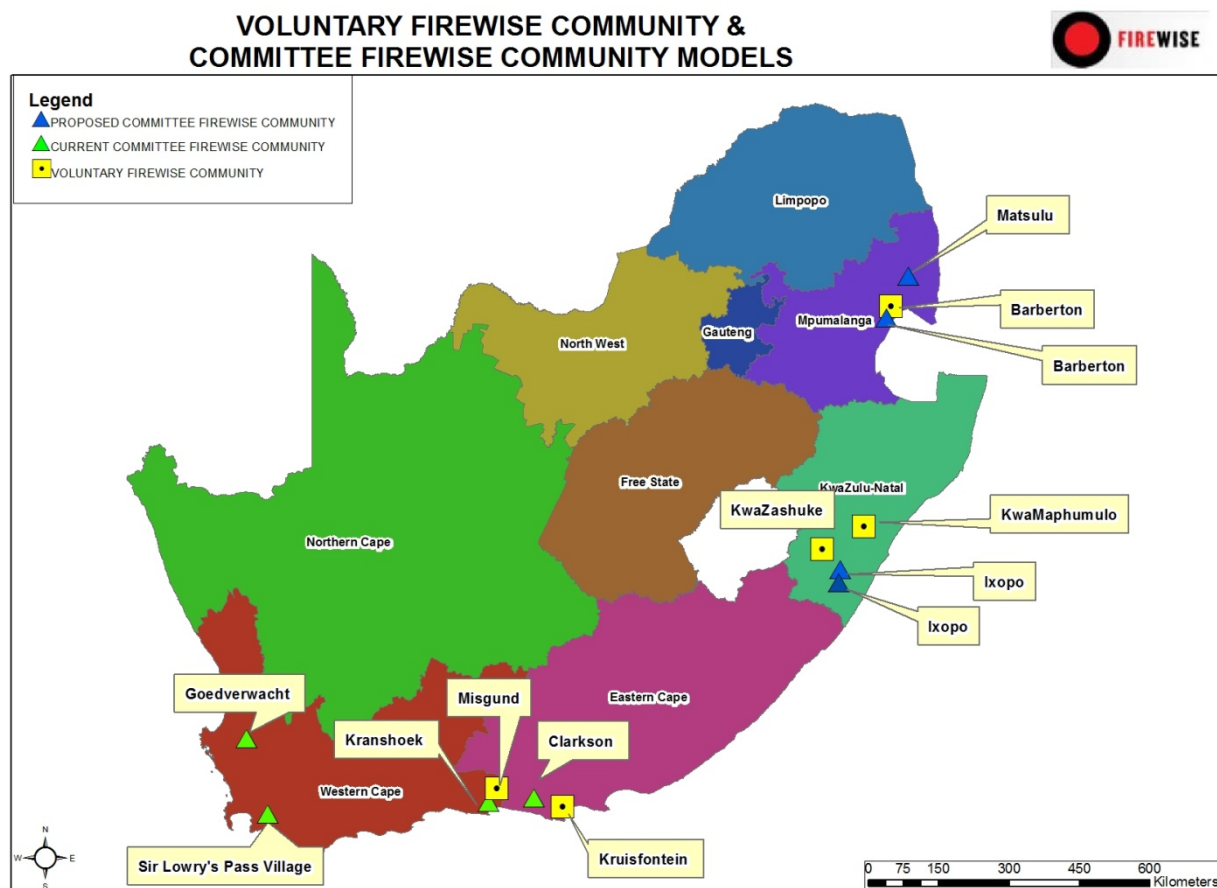 VOLUNTARY FIREWISE COMMUNITY &
COMMITTEE FIREWISE COMMUNITY MODELS
FIREWISE
Legend
PROPOSED COMMITTEE FIREWISE COMMUNITY
CURRENT COMMITTEE FIREWISE COMMUNITY
VOLUNTARY FIREWISE COMMUNITY
Limpopo
Matsulu
Barberton
Mpumalanga
Gauteng
North West
Barberton
Free State
KwaZulu-Natal
KwaZashuke
KwaMaphumulo
Northern Cape
Ixopo
Ixopo
Goedverwacht
Misgund
Eastern Cape
Kranshoek
Clarkson
Western Cape
Kruisfontein
Sir Lowry's Pass Village
N
W E
S
0 75 150 300 450 600
Kilometers